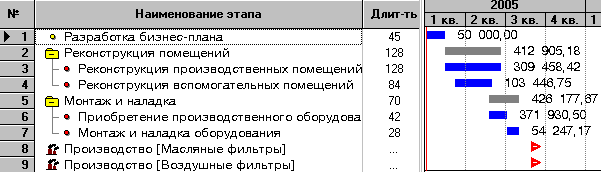 2005
№ Наименование этапа Длит-ть 1 кв. 2 кв. 3 кв. 4 кв. 1
1 Разработка бизнес-плана 45 50 000,00
2 Реконструкция помещений 128 412 905,18
3 Реконструкция производственных помещений 128 309 458,42
4 Реконструкция вспомогательных помещений 84 103 446,75
5 Монтаж и наладка 70 426 177,67
6 Приобретение производственного оборудова 42 371 930,50
7 Монтаж и наладка оборудования 28 54 247,17
8 Производство [Масляные фильтры] ...
9 Производство [Воздушные фильтры] ...